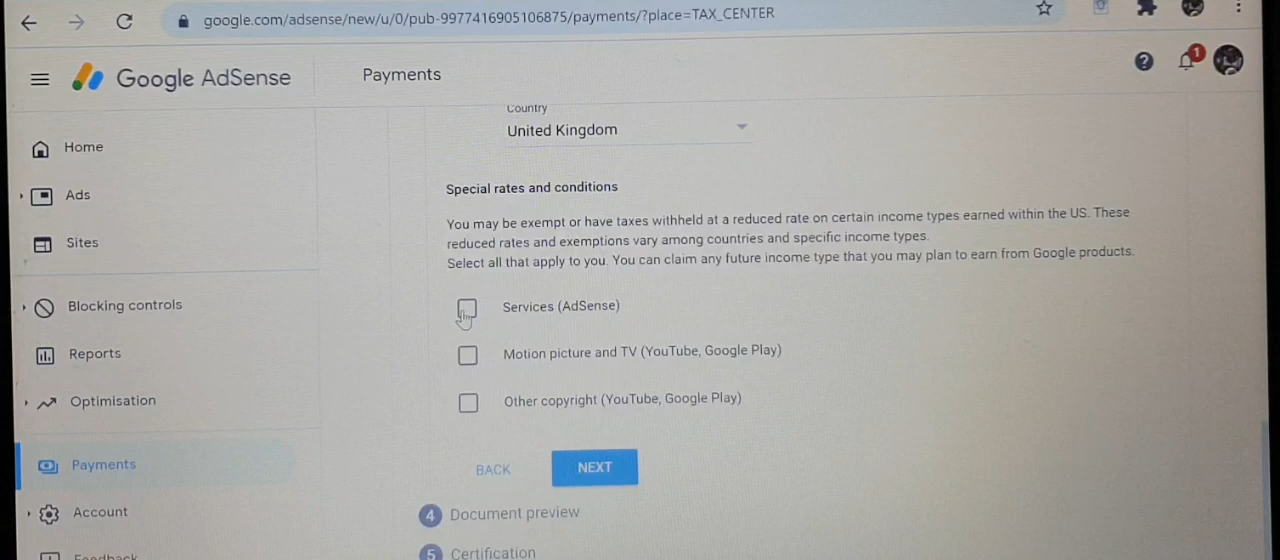 google.com/adsense/new/u/0/pub-9977416905106875/payments/?place=TAX_CENTER
Google AdSense
Payments
1
Country
United Kingdom
Home
Ads
Sites
Blocking controls
Reports
Optimisation
Payments
Account
Feedback
Special rates and conditions
You may be exempt or have taxes withheld at a reduced rate on certain income types earned within the US. These
reduced rates and exemptions vary among countries and specific income types.
Select all that apply to you. You can claim any future income type that you may plan to earn from Google products.
Services (AdSense)
Motion picture and TV (YouTube, Google Play)
Other copyright (YouTube, Google Play)
BACK
NEXT
4 Document preview
5 Certification